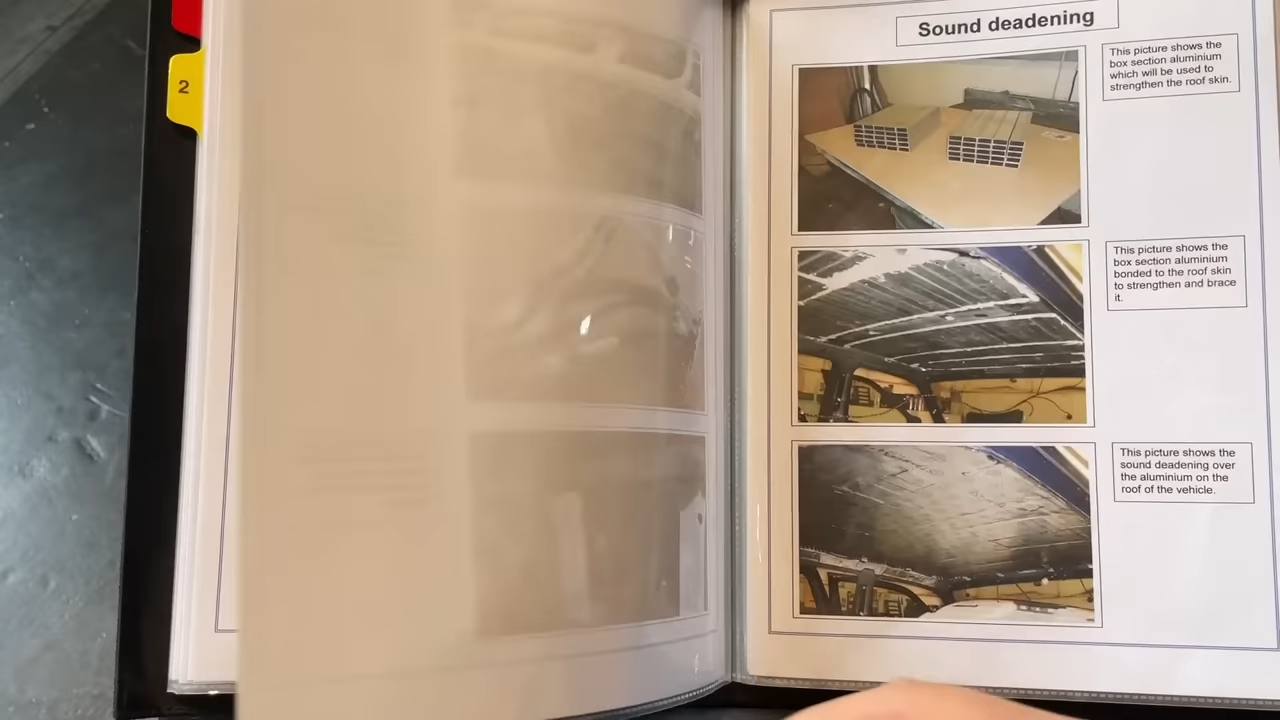 2
Sound deadening
This picture shows the
box section aluminium
which will be used to
strengthen the roof skin.
This picture shows the
box section aluminium
bonded to the roof skin
to strengthen and brace
it.
This picture shows the
sound deadening over
the aluminium on the
roof of the vehicle.